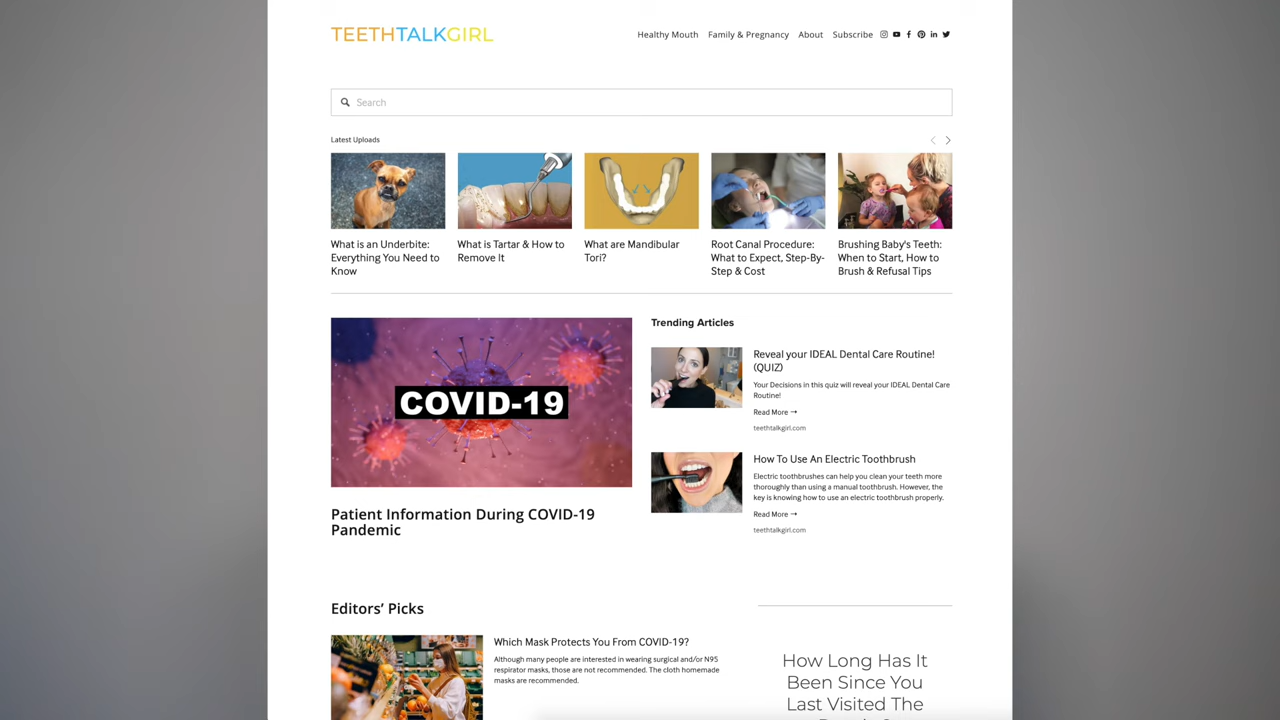 TEETHTALKGIRL
Healthy Mouth Family & Pregnancy About Subscribe
Search
Latest Uploads
What is an Underbite:
Everything You Need to
Know
What is Tartar & How to
Remove it
What are Mandibular
Tori?
Root Canal Procedure:
What to Expect, Step-By-
Step & Cost
Brushing Baby's Teeth:
When to Start, How to
Brush & Refusal Tips
COVID-19
Patient Information During COVID-19
Pandemic
Trending Articles
Reveal your IDEAL Dental Care Routine!
(QUIZ)
Your Decisions in this quiz will reveal your IDEAL Dental Care
Routine!
Read More →
teethtalkgirl.com
How To Use An Electric Toothbrush
Electric toothbrushes can help you clean your teeth more
thoroughly than using a manual toothbrush. However, the
key is knowing how to use an electric toothbrush properly.
Read More →
teethtalkgirl.com
Editors’ Picks
Which Mask Protects You From COVID-19?
Although many people are interested in wearing surgical and/or N95
respirator masks, those are not recommended. The cloth homemade
masks are recommended.
How Long Has It
Been Since You
Last Visited The